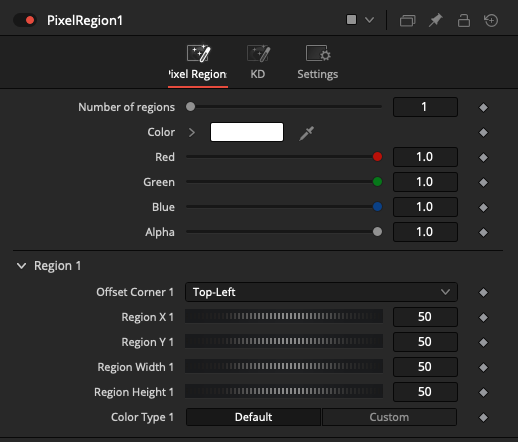 PixelRegion1
Pixel Region
KD
Settings
Number of regions 1
Color
Red 1.0
Green 1.0
Blue 1.0
Alpha 1.0
Region 1
Offset Corner 1 Top-Left
Region X 1 50
Region Y 1 50
Region Width 1 50
Region Height 1 50
Color Type 1 Default Custom